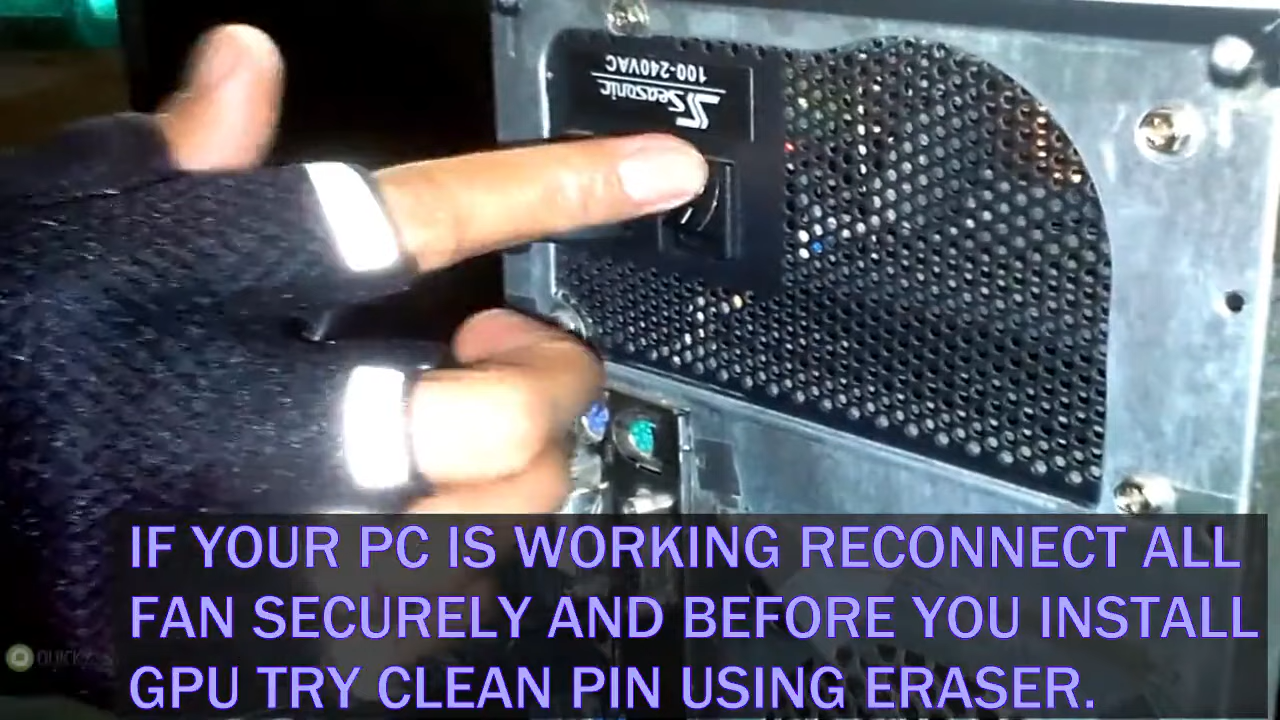 100-240VAC
Seasonic
IF YOUR PC IS WORKING RECONNECT ALL
FAN SECURELY AND BEFORE YOU INSTALL
GPU TRY CLEAN PIN USING ERASER.